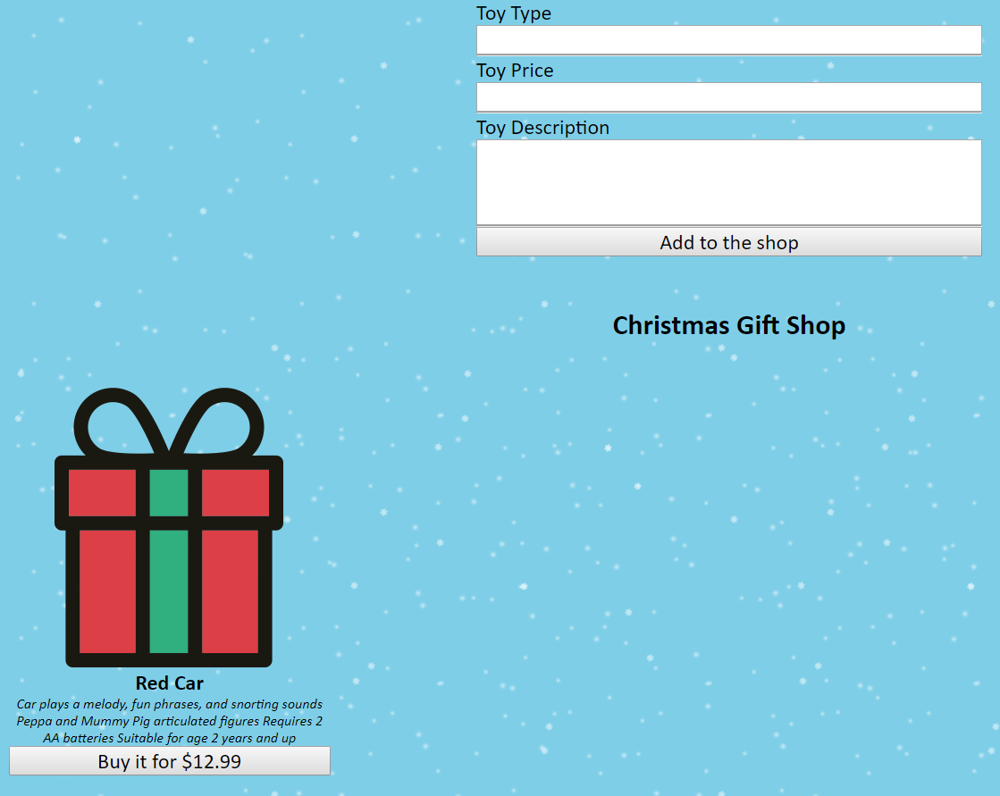 Toy Type
Toy Price
Toy Description
Add to the shop
Christmas Gift Shop
Red Car
Car plays a melody, fun phrases, and snorting sounds
Peppa and Mummy Pig articulated figures Requires 2
AA batteries Suitable for age 2 years and up
Buy it for $12.99